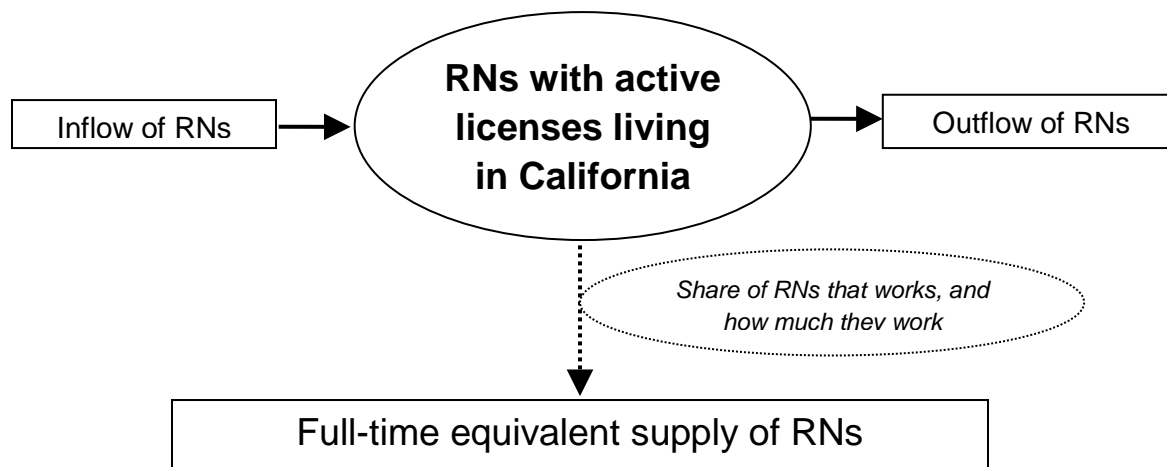 RNs with active
licenses living
in California
Inflow of RNs
Outflow of RNs
Share of RNs that works, and
how much thev work
Full-time equivalent supply of RNs